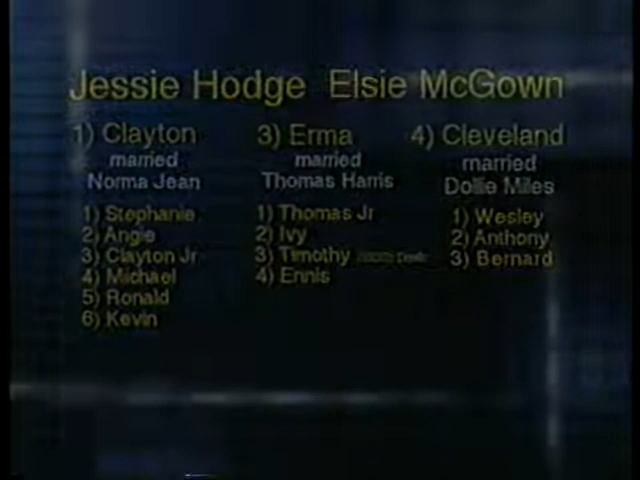 Jessie Hodge Elsie McGown
1) Clayton
married
Norma Jean
1) Stephanie
2) Angie
3) Clayton Jr
4) Michael
5) Ronald
6) Kevin
3) Erma
married
Thomas Harris
1) Thomas Jr
2) Ivy
3) Timothy
4) Ennis
4) Cleveland
married
Dollie Miles
1) Wesley
2) Anthony
3) Bernard